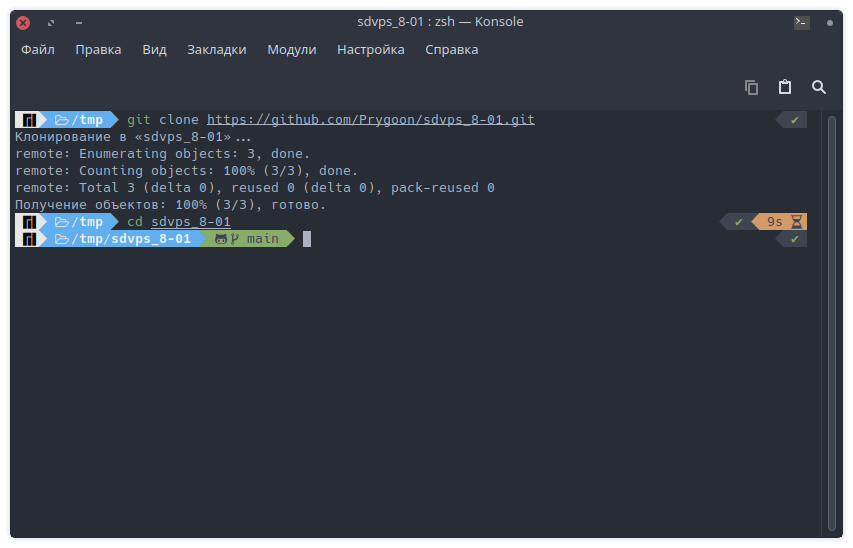 sdvps_8-01 : zsh — Konsole
Файл Правка Вид Закладки Модули Настройка Справка
/tmp git clone https://github.com/Prygoon/sdvps_8-01.git ✔
Клонирование в «sdvps_8-01»...
remote: Enumerating objects: 3, done.
remote: Counting objects: 100% (3/3), done.
remote: Total 3 (delta 0), reused 0 (delta 0), pack-reused 0
Получение объектов: 100% (3/3), готово.
/tmp cd sdvps_8-01 ✔ 9s
/tmp/sdvps_8-01 main ✔